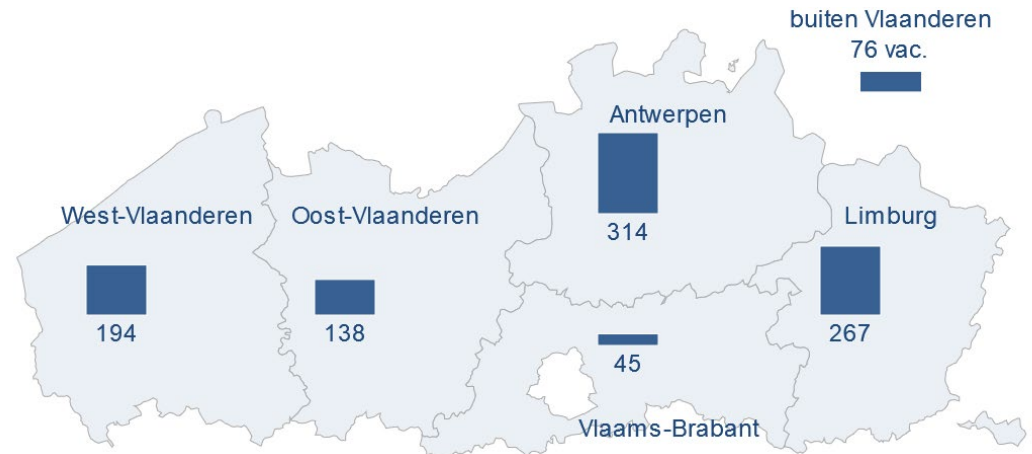 buiten Vlaanderen
76 vac.
Antwerpen
314
West-Vlaanderen
194
Oost-Vlaanderen
138
Limburg
267
45
Vlaams-Brabant